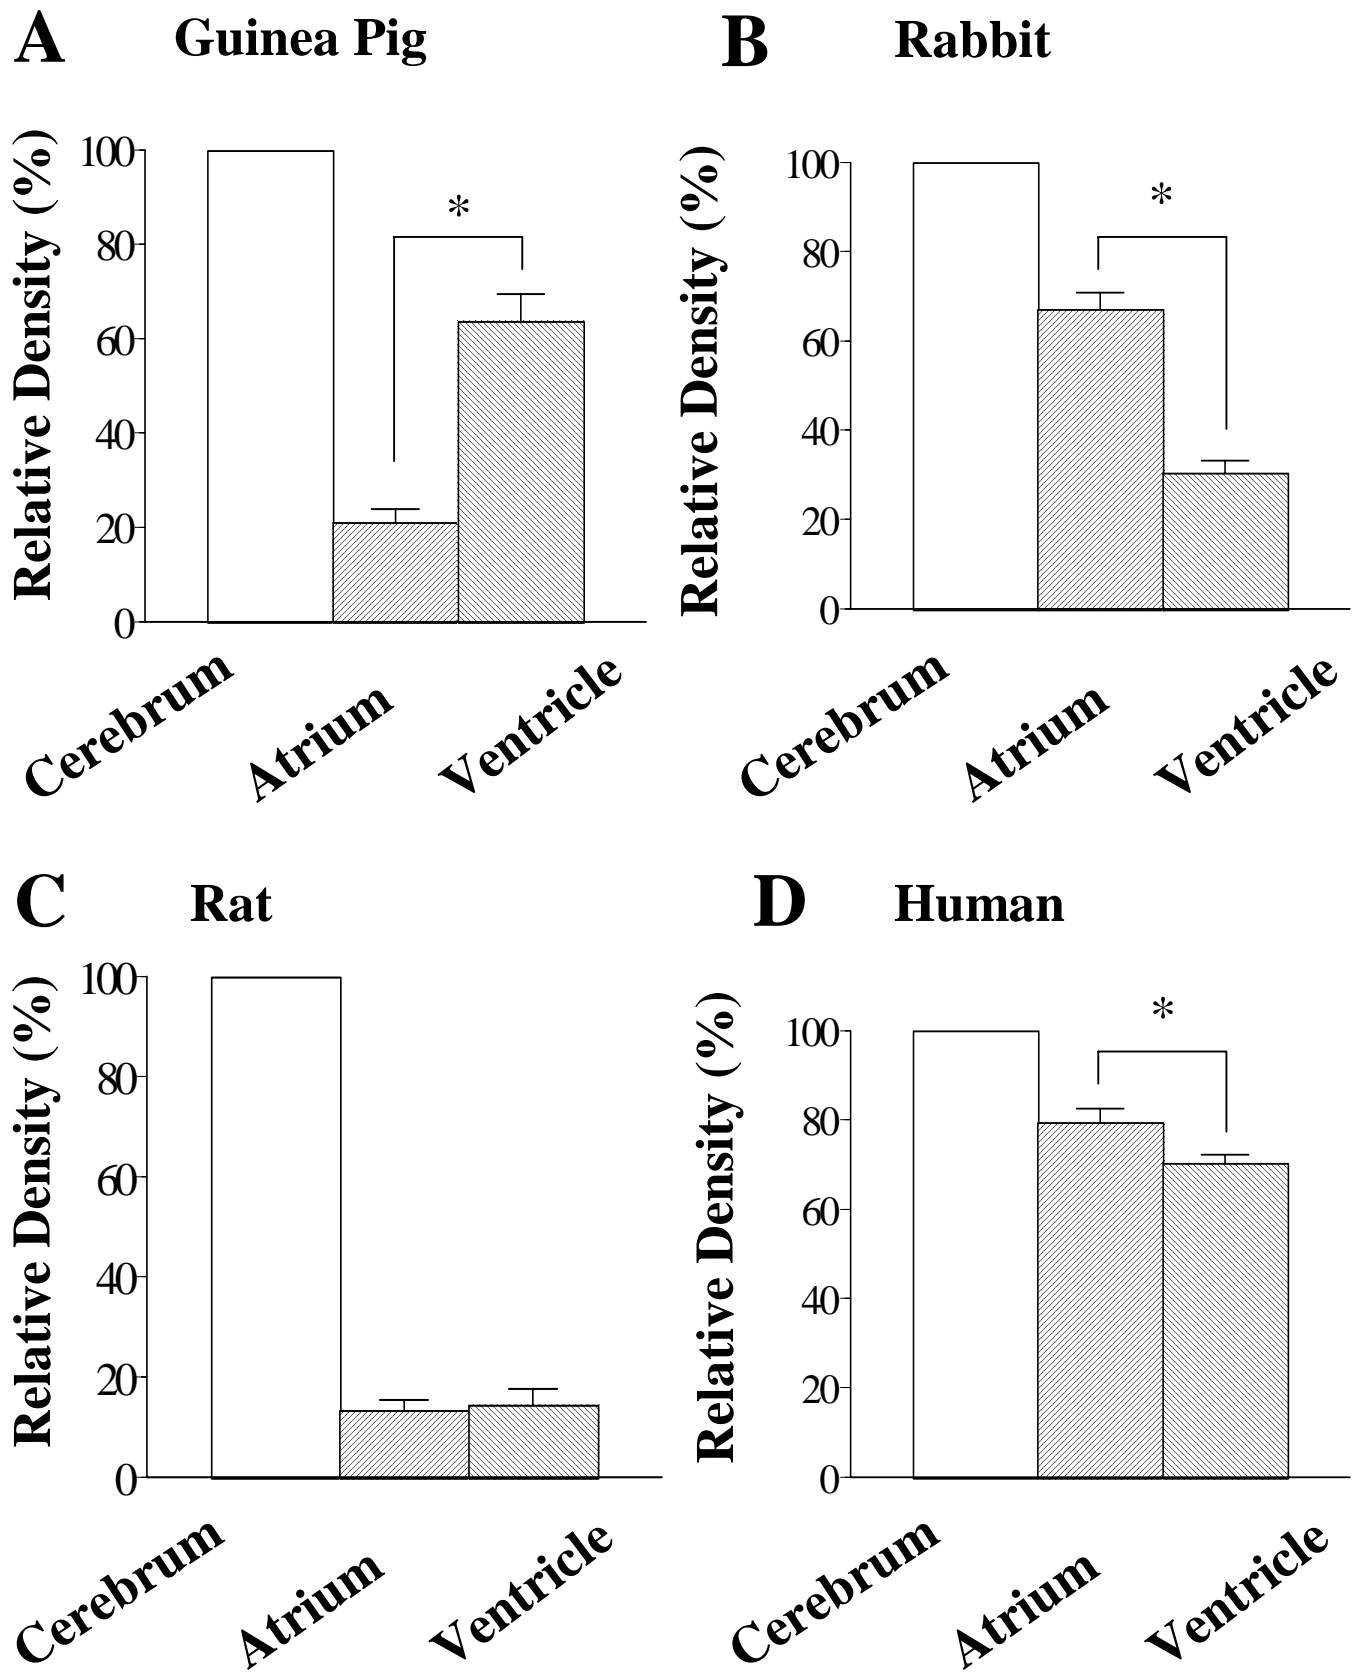 A Guinea Pig
Relative Density (%)
100
80
60
40
20
0
*
Cerebrum
Atrium
Ventricle
B Rabbit
Relative Density (%)
100
80
60
40
20
0
*
Cerebrum
Atrium
Ventricle
C Rat
Relative Density (%)
100
80
60
40
20
0
Cerebrum
Atrium
Ventricle
D Human
Relative Density (%)
100
80
60
40
20
0
*
Cerebrum
Atrium
Ventricle